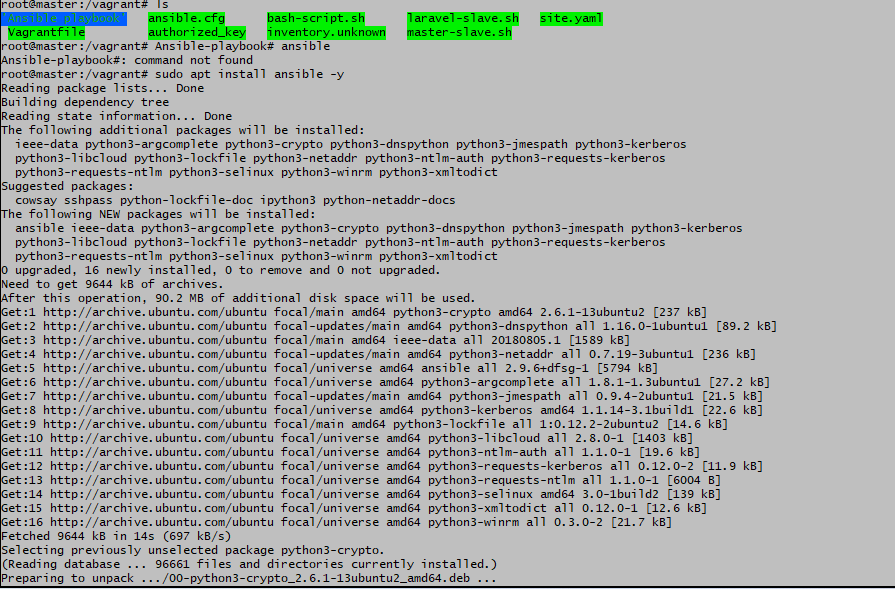 root@master:/vagrant# ls
'Ansible playbook' ansible.cfg bash-script.sh laravel-slave.sh site.yaml
Vagrantfile authorized_key inventory.unknown master-slave.sh
root@master:/vagrant# Ansible-playbook# ansible
Ansible-playbook#: command not found
root@master:/vagrant# sudo apt install ansible -y
Reading package lists... Done
Building dependency tree
Reading state information... Done
The following additional packages will be installed:
  ieee-data python3-argcomplete python3-crypto python3-dnspython python3-jmespath python3-kerberos
  python3-libcloud python3-lockfile python3-netaddr python3-ntlm-auth python3-requests-kerberos
  python3-requests-ntlm python3-selinux python3-winrm python3-xmltodict
Suggested packages:
  cowsay sshpass python-lockfile-doc ipython3 python-netaddr-docs
The following NEW packages will be installed:
  ansible ieee-data python3-argcomplete python3-crypto python3-dnspython python3-jmespath python3-kerberos
  python3-libcloud python3-lockfile python3-netaddr python3-ntlm-auth python3-requests-kerberos
  python3-requests-ntlm python3-selinux python3-winrm python3-xmltodict
0 upgraded, 16 newly installed, 0 to remove and 0 not upgraded.
Need to get 9644 kB of archives.
After this operation, 90.2 MB of additional disk space will be used.
Get:1 http://archive.ubuntu.com/ubuntu focal/main amd64 python3-crypto amd64 2.6.1-13ubuntu2 [237 kB]
Get:2 http://archive.ubuntu.com/ubuntu focal-updates/main amd64 python3-dnspython all 1.16.0-1ubuntu1 [89.2 kB]
Get:3 http://archive.ubuntu.com/ubuntu focal/main amd64 ieee-data all 20180805.1 [1589 kB]
Get:4 http://archive.ubuntu.com/ubuntu focal-updates/main amd64 python3-netaddr all 0.7.19-3ubuntu1 [236 kB]
Get:5 http://archive.ubuntu.com/ubuntu focal/universe amd64 ansible all 2.9.6+dfsg-1 [5794 kB]
Get:6 http://archive.ubuntu.com/ubuntu focal/universe amd64 python3-argcomplete all 1.8.1-1.3ubuntu1 [27.2 kB]
Get:7 http://archive.ubuntu.com/ubuntu focal-updates/main amd64 python3-jmespath all 0.9.4-2ubuntu1 [21.5 kB]
Get:8 http://archive.ubuntu.com/ubuntu focal/universe amd64 python3-kerberos amd64 1.1.14-3.1build1 [22.6 kB]
Get:9 http://archive.ubuntu.com/ubuntu focal/main amd64 python3-lockfile all 1:0.12.2-2ubuntu2 [14.6 kB]
Get:10 http://archive.ubuntu.com/ubuntu focal/universe amd64 python3-libcloud all 2.8.0-1 [1403 kB]
Get:11 http://archive.ubuntu.com/ubuntu focal/universe amd64 python3-ntlm-auth all 1.1.0-1 [19.6 kB]
Get:12 http://archive.ubuntu.com/ubuntu focal/universe amd64 python3-requests-kerberos all 0.12.0-2 [11.9 kB]
Get:13 http://archive.ubuntu.com/ubuntu focal/universe amd64 python3-requests-ntlm all 1.1.0-1 [6004 B]
Get:14 http://archive.ubuntu.com/ubuntu focal/universe amd64 python3-selinux amd64 3.0-1build2 [139 kB]
Get:15 http://archive.ubuntu.com/ubuntu focal/universe amd64 python3-xmltodict all 0.12.0-1 [12.6 kB]
Get:16 http://archive.ubuntu.com/ubuntu focal/universe amd64 python3-winrm all 0.3.0-2 [21.7 kB]
Fetched 9644 kB in 14s (697 kB/s)
Selecting previously unselected package python3-crypto.
(Reading database ... 96661 files and directories currently installed.)
Preparing to unpack .../00-python3-crypto_2.6.1-13ubuntu2_amd64.deb ...